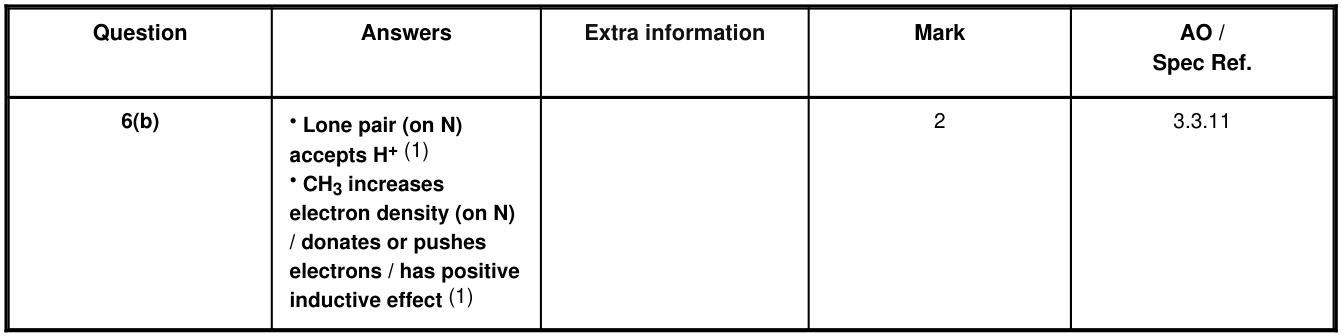 Question Answers Extra information Mark AO /
Spec Ref.
6(b) • Lone pair (on N) 2 3.3.11
accepts H⁺ (1)
• CH₃ increases
electron density (on N)
/ donates or pushes
electrons / has positive
inductive effect (1)